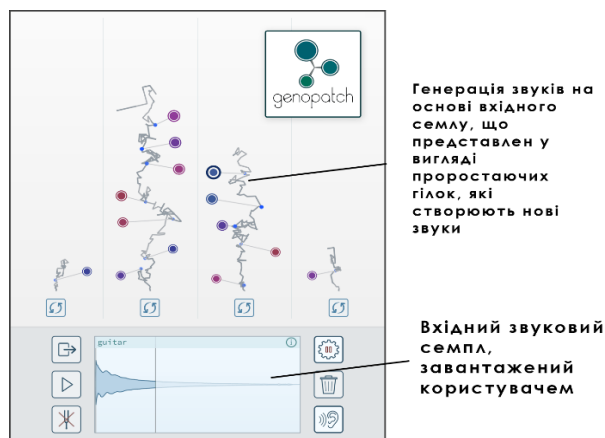 genopatch
Генерація звуків на
основі вхідного
семлу, що
представлен у
вигляді
проростаючих
гілок, які
створюють нові
звуки
guitar
Вхідний звуковий
семпл,
завантажений
користувачем